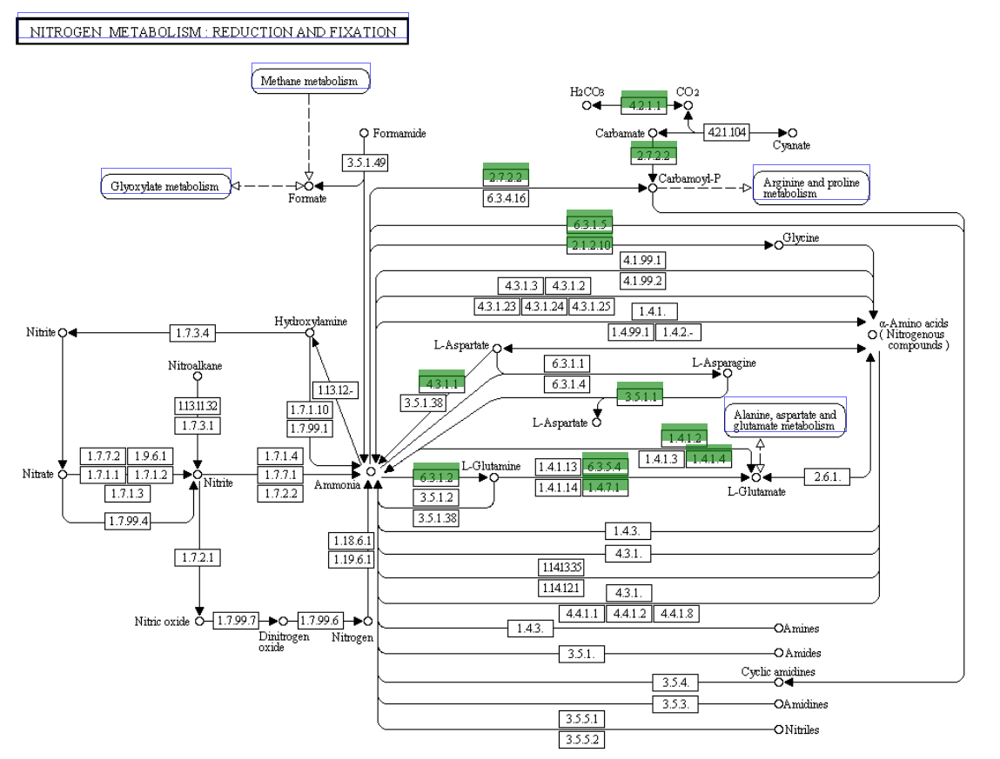 NITROGEN METABOLISM : REDUCTION AND FIXATION
Methane metabolism
H2CO3
CO2
4.2.1.1
Formamide
Carbamate
4.2.1.104
Cyanate
3.5.1.49
2.7.2.2
Glyoxylate metabolism
Formate
2.7.2.2
6.3.4.16
Carbamoyl-P
Arginine and proline
metabolism
6.3.1.5
2.1.2.10
Glycine
4.1.99.1
4.1.99.2
4.3.1.3
4.3.1.2
4.3.1.23
4.3.1.24
4.3.1.25
1.4.1.
1.4.99.1
1.4.2.-
α-Amino acids
( Nitrogenous
compounds )
Nitrite
1.7.3.4
Hydroxylamine
L-Aspartate
6.3.1.1
6.3.1.4
L-Asparagine
Nitroalkane
4.3.1.1
3.5.1.38
3.5.1.1
1.13.12.-
1.13.11.32
1.7.3.1
1.7.1.10
1.7.99.1
L-Aspartate
Alanine, aspartate and
glutamate metabolism
1.4.1.2
1.4.1.3
1.4.1.4
1.7.7.2
1.9.6.1
1.7.1.1
1.7.1.2
1.7.1.3
Nitrate
Nitrite
1.7.1.4
1.7.7.1
1.7.2.2
Ammonia
6.3.1.2
L-Glutamine
3.5.1.2
3.5.1.38
1.4.1.13
6.3.5.4
1.4.1.14
1.4.7.1
L-Glutamate
2.6.1.
1.7.99.4
1.4.3.
1.18.6.1
1.19.6.1
4.3.1.
1.7.2.1
1.14.13.35
1.14.12.1
4.3.1.
4.4.1.1
4.4.1.2
4.4.1.8
Nitric oxide
1.7.99.7
Dinitrogen
oxide
1.7.99.6
Nitrogen
1.4.3.
Amines
3.5.1.
Amides
Cyclic amidines
3.5.4.
3.5.3.
Amidines
3.5.5.1
3.5.5.2
Nitriles